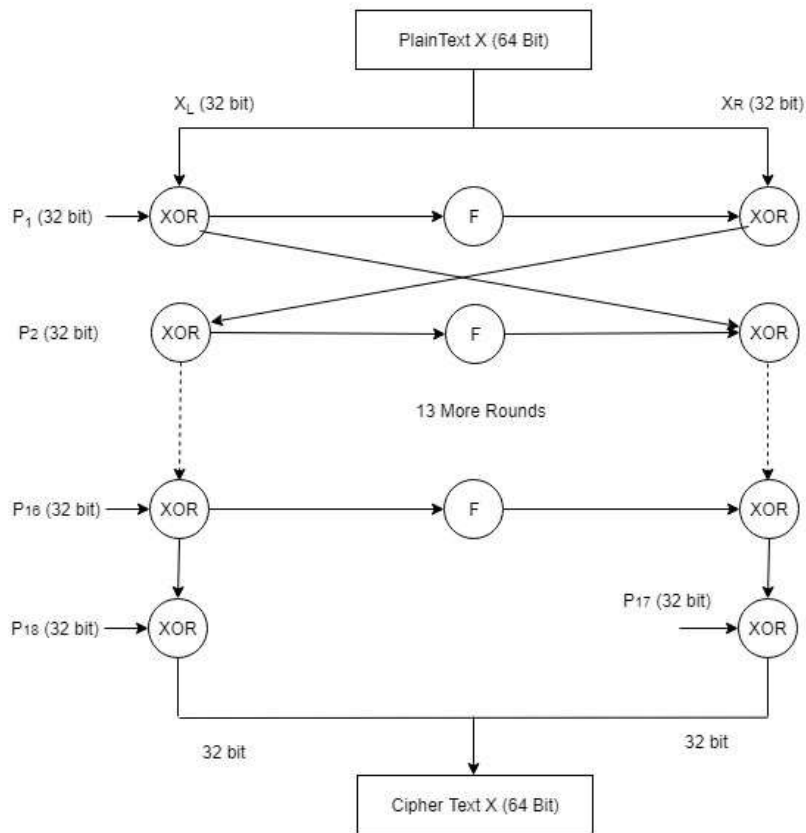 PlainText X (64 Bit)
X_L (32 bit)
XR (32 bit)
P_1 (32 bit)
XOR
F
XOR
P2 (32 bit)
XOR
F
XOR
13 More Rounds
P16 (32 bit)
XOR
F
XOR
P18 (32 bit)
XOR
P17 (32 bit)
XOR
32 bit
32 bit
Cipher Text X (64 Bit)